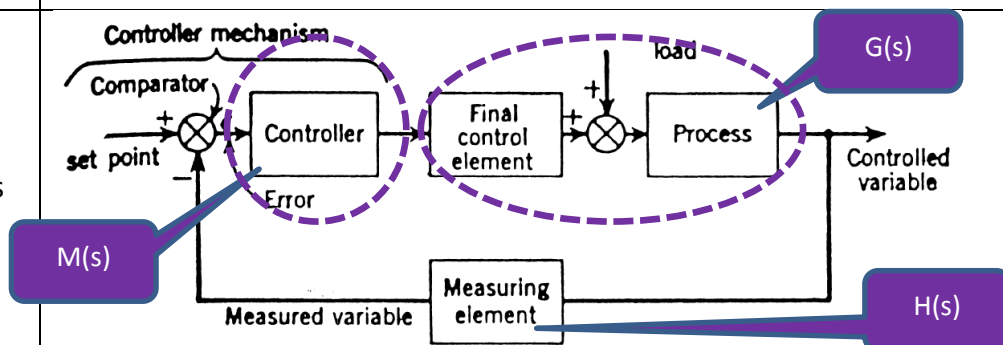 Controller mechanism
Comparator
+
set point
−
Error
Controller
Final
control
element
load
+
+
Process
Controlled
variable
Measuring
element
Measured variable
G(s)
M(s)
H(s)
s